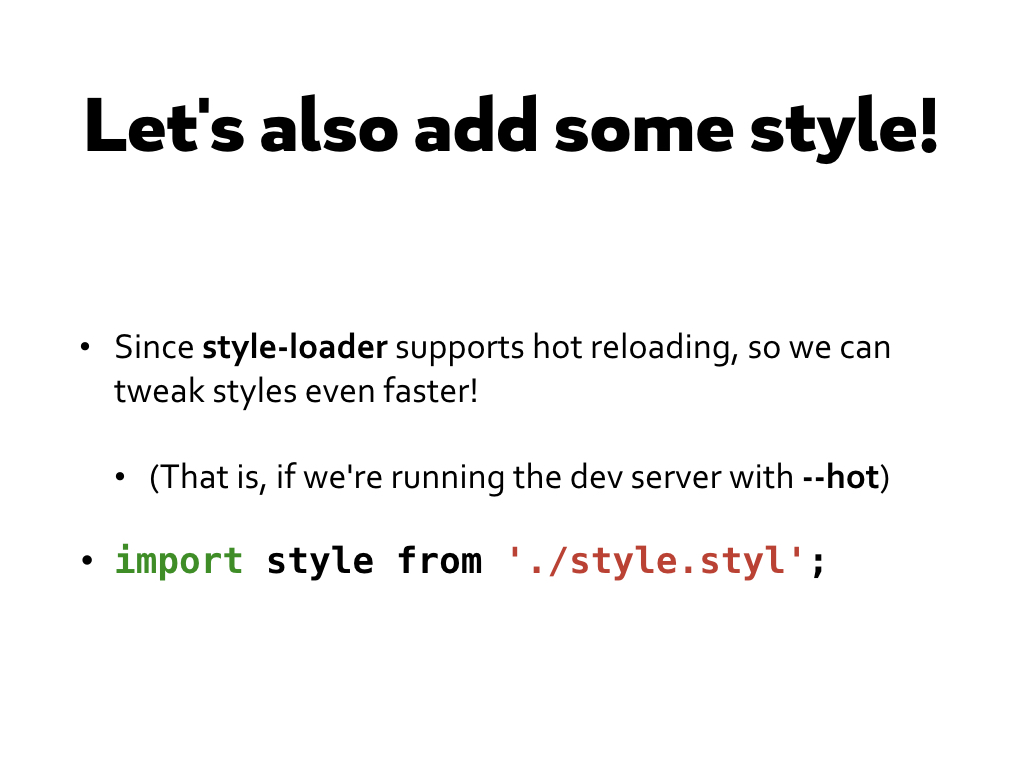 Let's also add some style!
• Since style-loader supports hot reloading, so we can
tweak styles even faster!
• (That is, if we're running the dev server with --hot)
• import style from './style.styl';